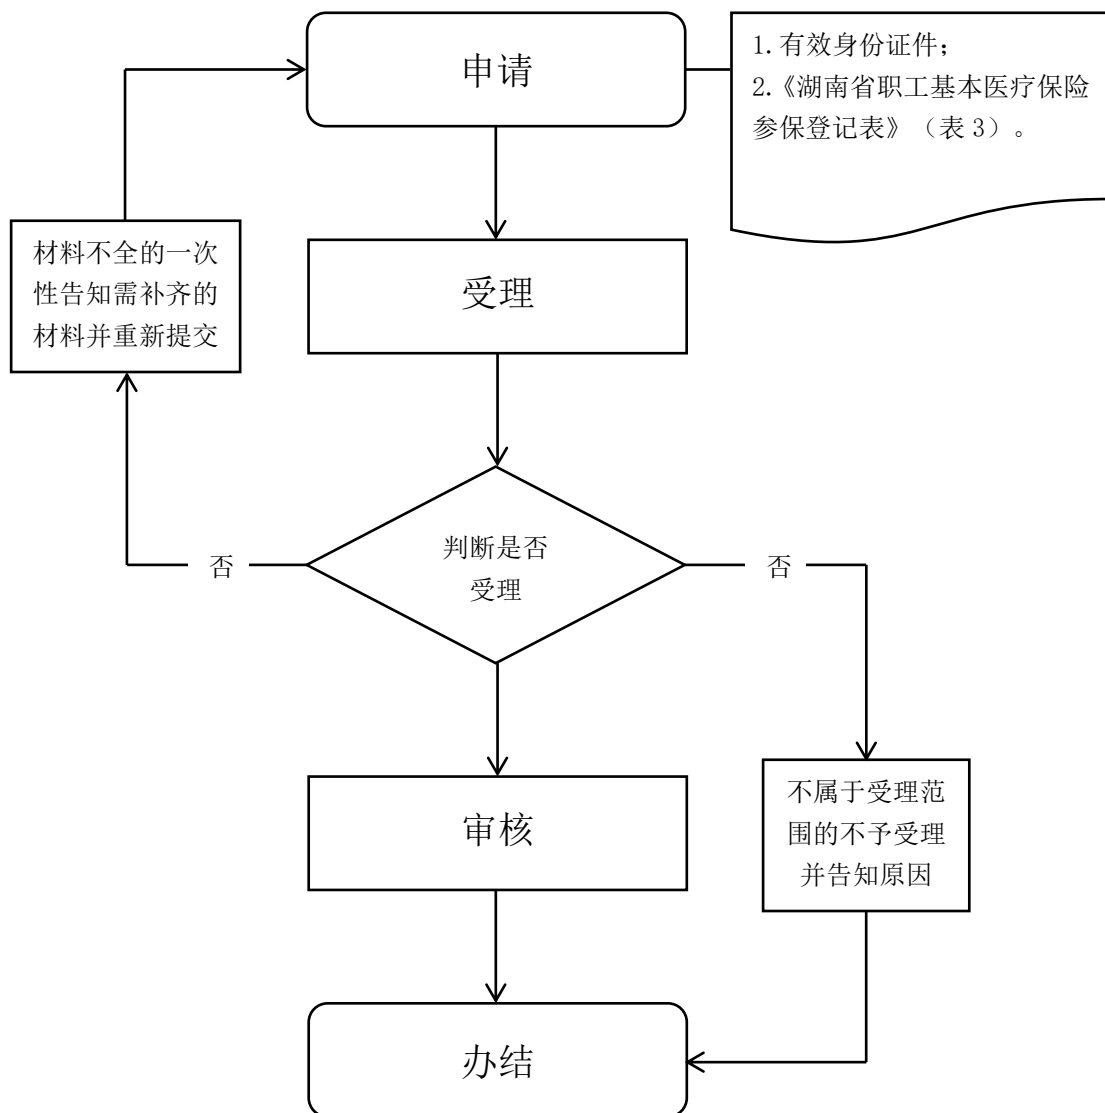 申请
1.有效身份证件；
2.《湖南省职工基本医疗保险
参保登记表》（表 3）。
材料不全的一次
性告知需补齐的
材料并重新提交
受理
否
判断是否
受理
否
审核
不属于受理范
围的不予受理
并告知原因
办结